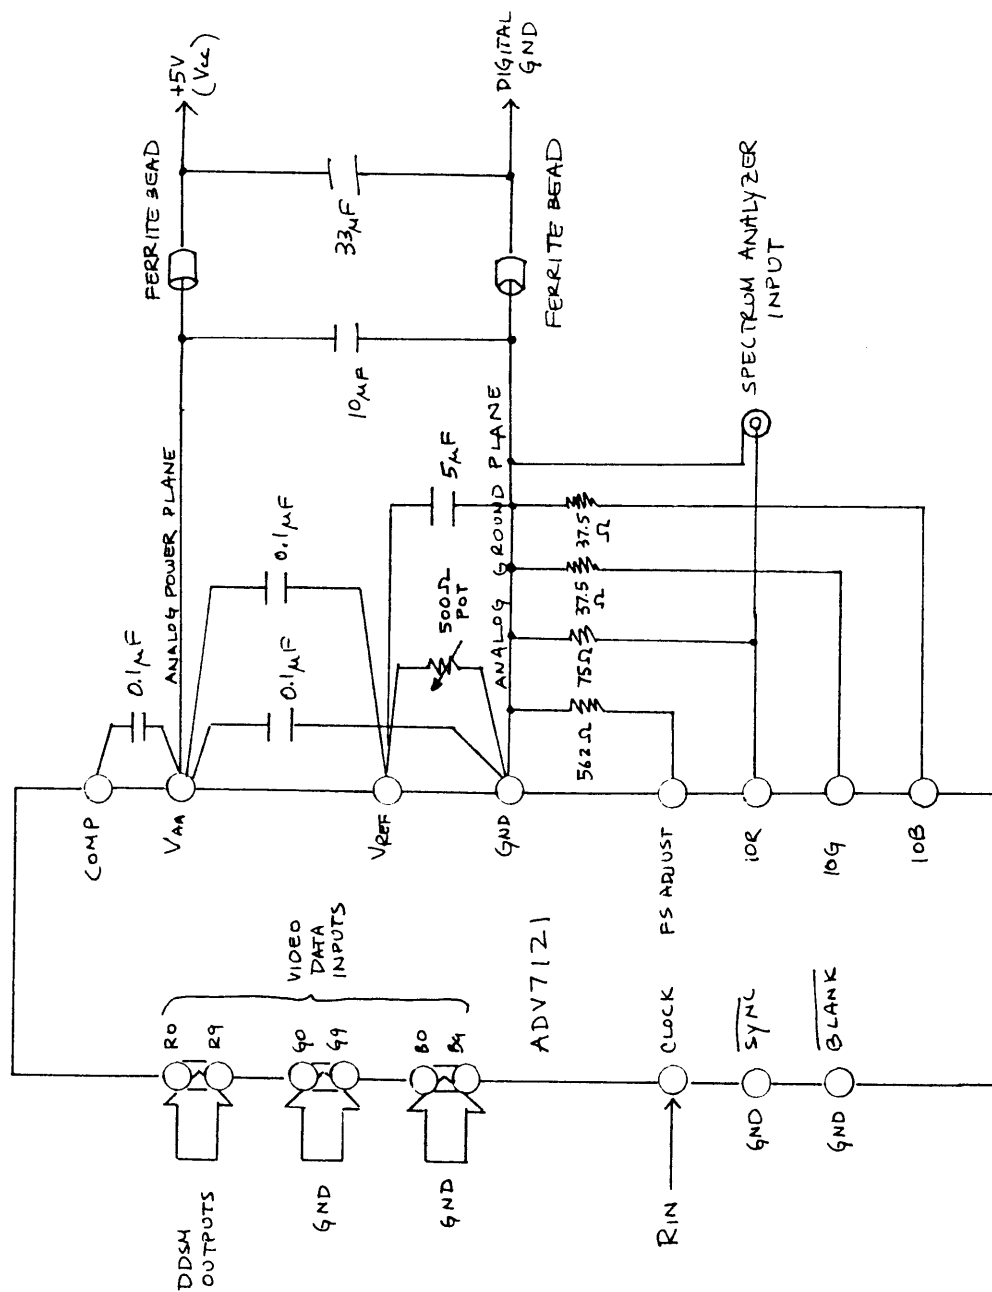 DDSM
OUTPUTS
GND
GND
RIN
GND
GND
R0
R9
G0
G9
B0
B9
VIDEO
DATA
INPUTS
ADV7121
CLOCK
SYNC
BLANK
COMP
VAA
VREF
GND
FS ADJUST
IOR
IOG
IOB
0.1µF
ANALOG POWER PLANE
0.1µF
0.1µF
500Ω
POT
5µF
ANALOG GROUND PLANE
562Ω
75Ω
37.5
Ω
37.5
Ω
10µF
33µF
FERRITE BEAD
FERRITE BEAD
+5V
(Vcc)
DIGITAL
GND
SPECTRUM ANALYZER
INPUT